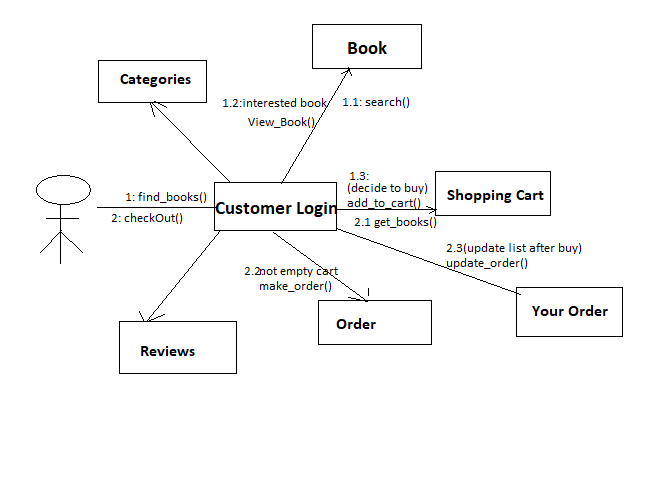 Book
Categories
1.2:interested book
1.1: search()
View_Book()
1: find_books()
2: checkOut()
Customer Login
1.3:
(decide to buy)
add_to_cart()
2.1 get_books()
Shopping Cart
2.3(update list after buy)
update_order()
2.2not empty cart
make_order()
Your Order
Order
Reviews